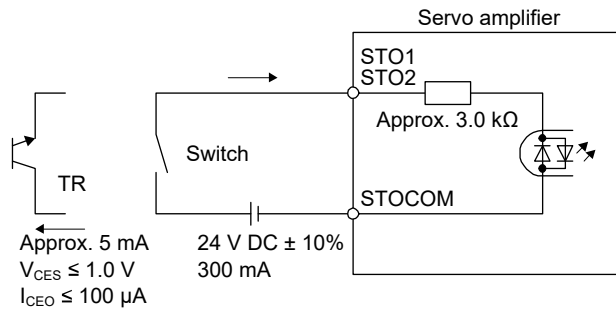 Servo amplifier
STO1
STO2
Approx. 3.0 kΩ
Switch
TR
STOCOM
Approx. 5 mA
V_CES ≤ 1.0 V
I_CEO ≤ 100 µA
24 V DC ± 10%
300 mA